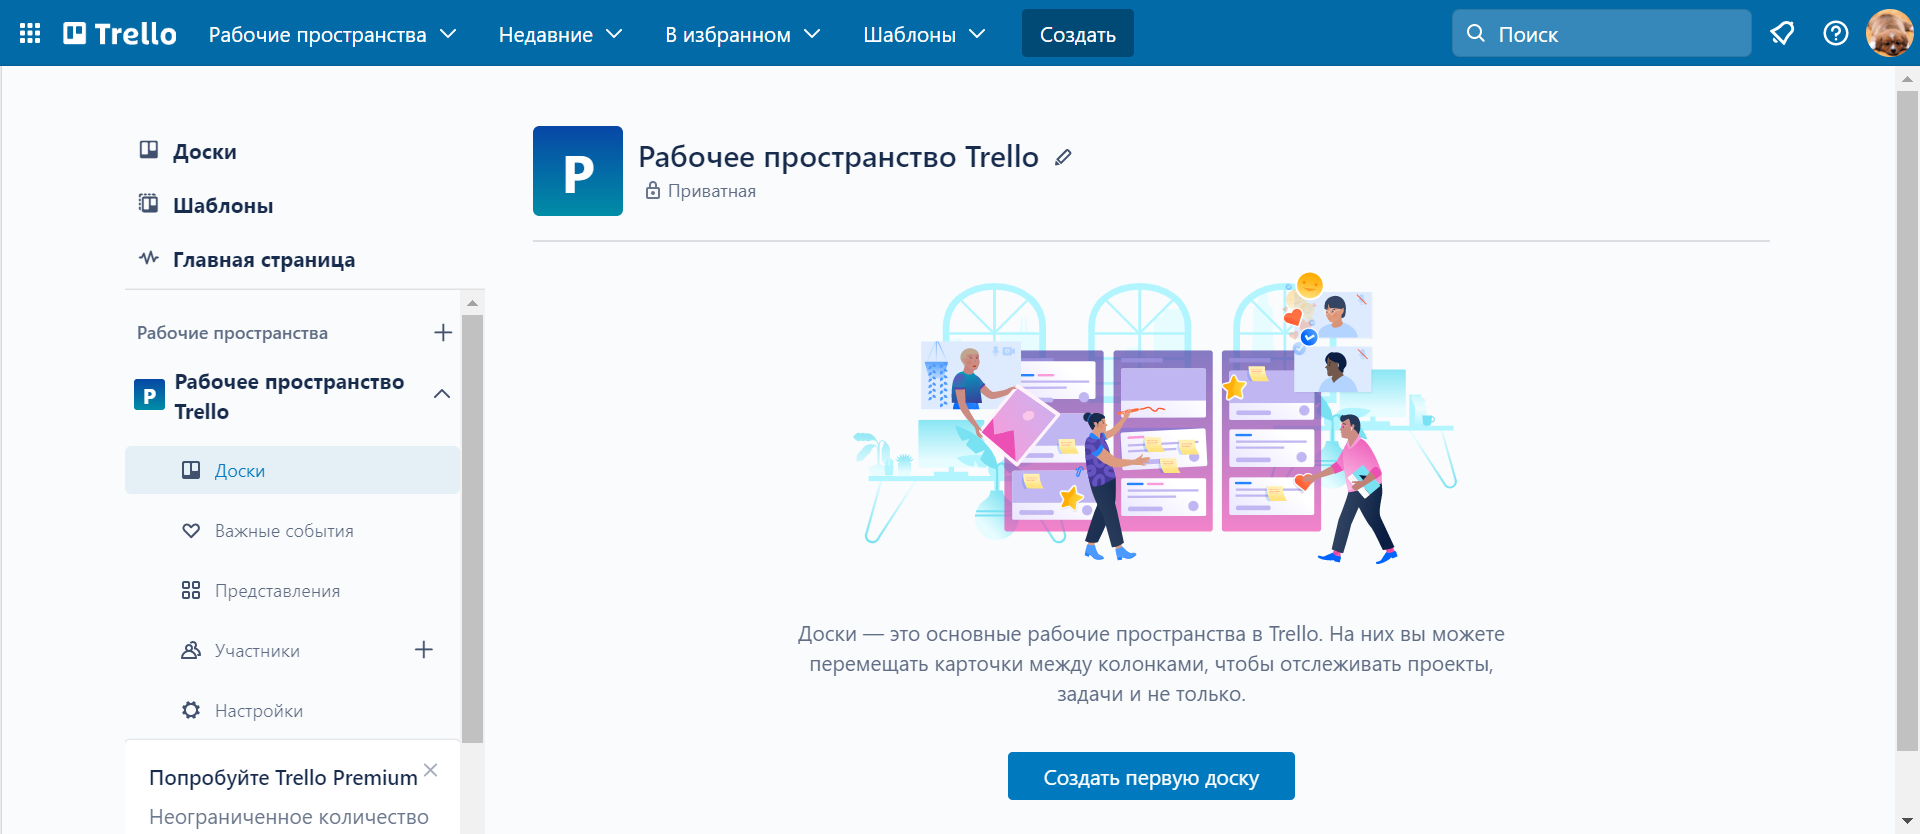 Trello
Рабочие пространства
Недавние
В избранном
Шаблоны
Создать
Поиск
Доски
Шаблоны
Главная страница
Рабочие пространства
P
Рабочее пространство
Trello
Доски
Важные события
Представления
Участники
Настройки
Попробуйте Trello Premium
Неограниченное количество
P
Рабочее пространство Trello
Приватная
Доски — это основные рабочие пространства в Trello. На них вы можете
перемещать карточки между колонками, чтобы отслеживать проекты,
задачи и не только.
Создать первую доску